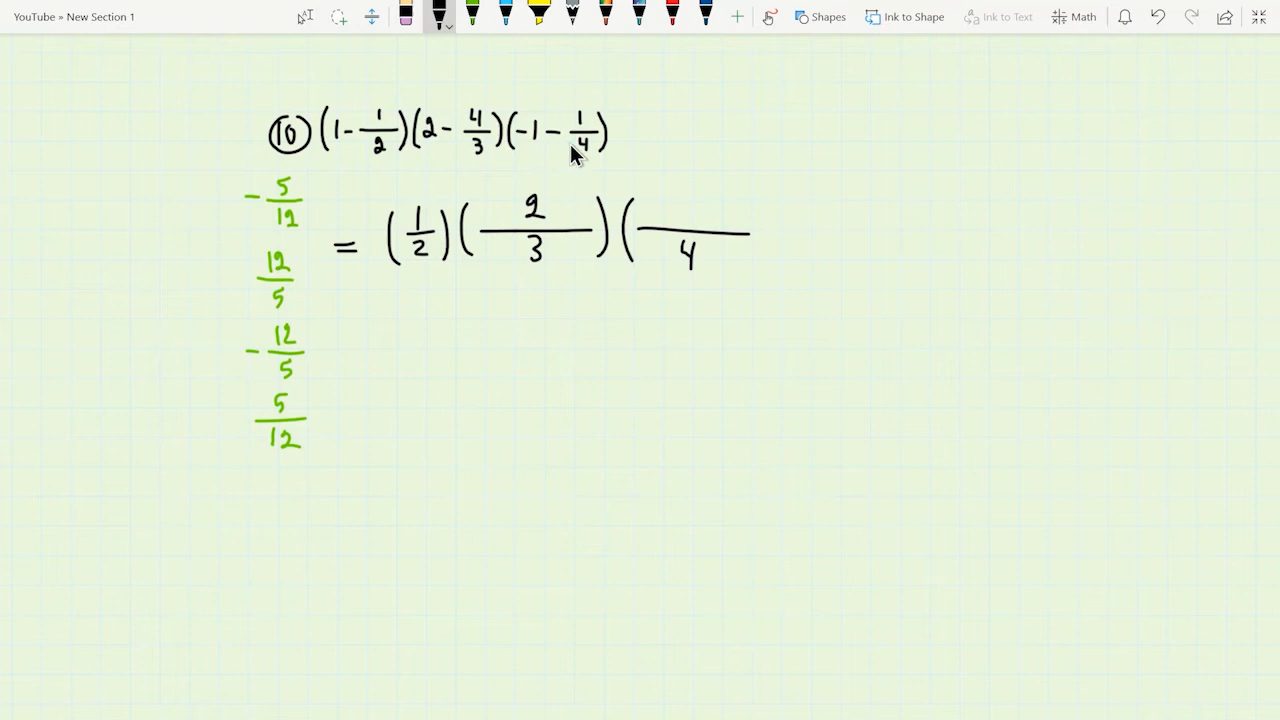 YouTube » New Section 1 Shapes Ink to Shape Ink to Text Math
10 (1 - 1/2)(2 - 4/3)(-1 - 1/4)
- 5/12
= (1/2)(2/3)( /4
12/5
- 12/5
5/12